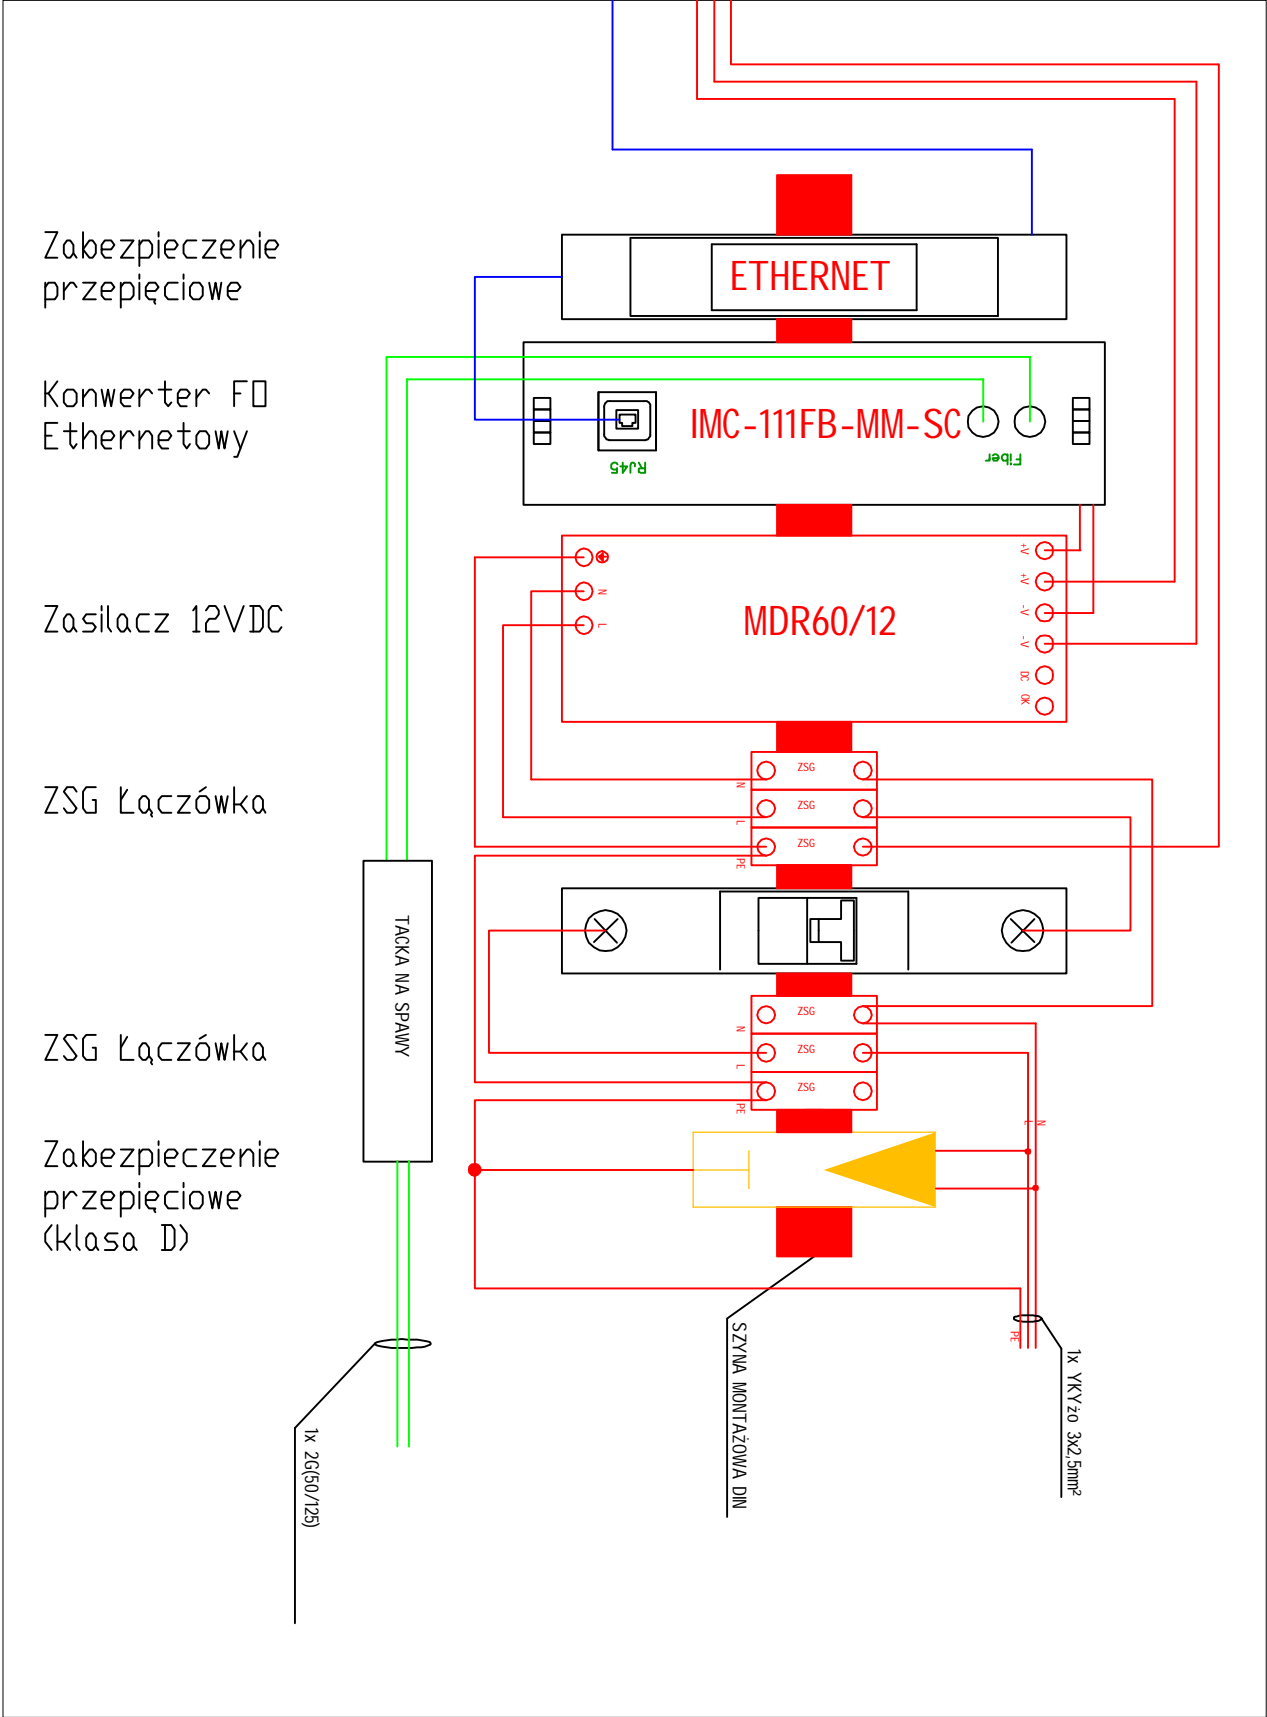 Zabezpieczenie
przepięciowe
ETHERNET
Konwerter FO
Ethernetowy
IMC-111FB-MM-SC
RJ45
Fiber
Zasilacz 12VDC
MDR60/12
N
L
+V
+V
-V
-V
DC
OK
ZSG Łączówka
ZSG
ZSG
ZSG
N
L
PE
TACKA NA SPAWY
ZSG Łączówka
ZSG
ZSG
ZSG
N
L
PE
Zabezpieczenie
przepięciowe
(klasa D)
L
N
PE
SZYNA MONTAŻOWA DIN
1x YKYżo 3x2,5mm²
1x 2G(50/125)